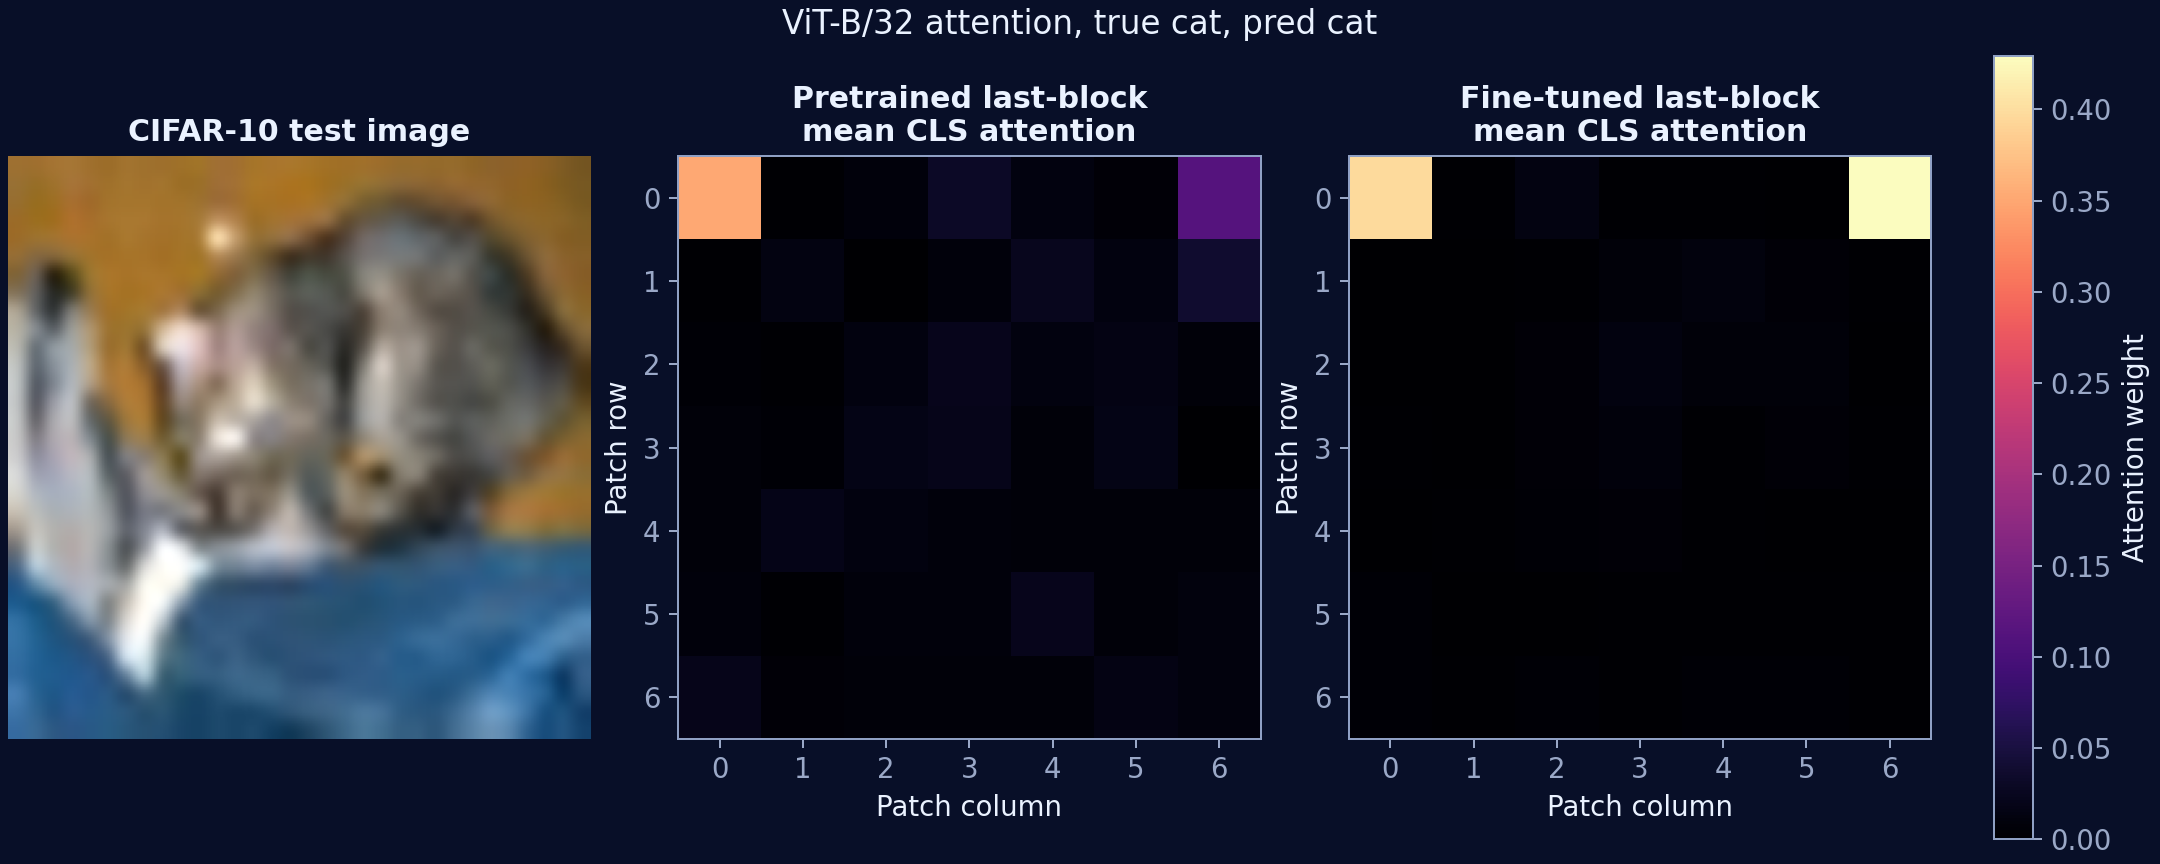 ViT-B/32 attention, true cat, pred cat
CIFAR-10 test image
Pretrained last-block
mean CLS attention
Patch row
0
1
2
3
4
5
6
0 1 2 3 4 5 6
Patch column
Fine-tuned last-block
mean CLS attention
Patch row
0
1
2
3
4
5
6
0 1 2 3 4 5 6
Patch column
0.40
0.35
0.30
0.25
0.20
0.15
0.10
0.05
0.00
Attention weight